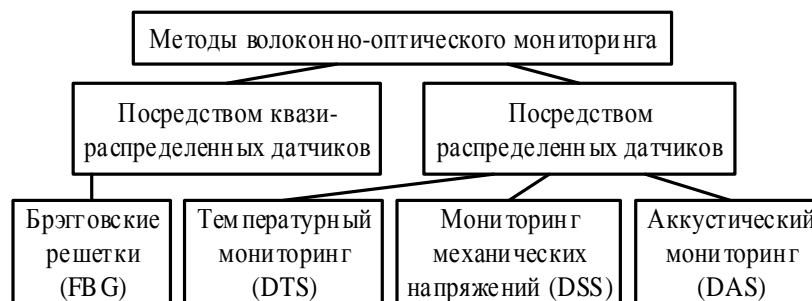 Методы волоконно-оптического мониторинга
Посредством квази-
распределенных датчиков
Посредством
распределенных датчиков
Брэгговские
решетки
(FBG)
Температурный
мониторинг
(DTS)
Мониторинг
механических
напряжений (DSS)
Аккустический
мониторинг
(DAS)